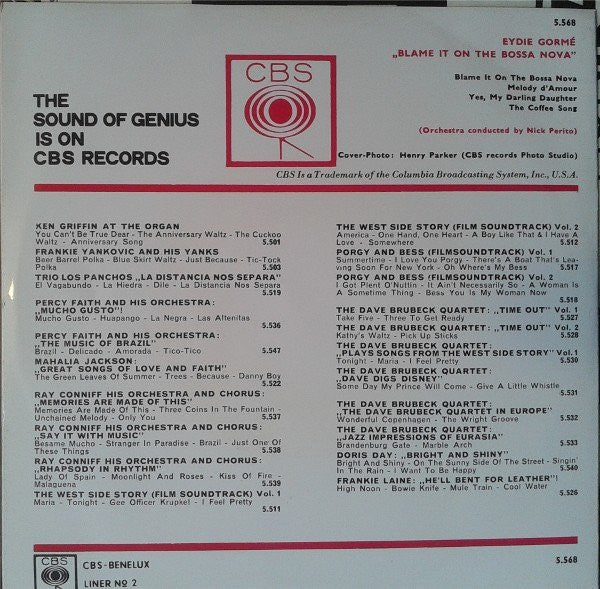 5.568
EYDIE GORMÉ
„BLAME IT ON THE BOSSA NOVA"
Blame It On The Bossa Nova
Melody d'Amour
Yes, My Darling Daughter
The Coffee Song
(Orchestra conducted by Nick Perito)
CBS
THE
SOUND OF GENIUS
IS ON
CBS RECORDS
Cover-Photo: Henry Parker (CBS records Photo Studio)
CBS Is a Trademark of the Columbia Broadcasting System, Inc., U.S.A.
KEN GRIFFIN AT THE ORGAN
You Can't Be True Dear - The Anniversary Waltz - The Cuckoo
Waltz - Anniversary Song 5.501
FRANKIE YANKOVIC AND HIS YANKS
Beer Barrel Polka - Blue Skirt Waltz - Just Because - Tic-Tock
Polka 5.503
TRIO LOS PANCHOS „LA DISTANCIA NOS SEPARA"
El Vagabundo - La Hiedra - Dile - La Distancia Nos Separa
5.519
PERCY FAITH AND HIS ORCHESTRA:
„MUCHO GUSTO"!
Mucho Gusto - Huapango - La Negra - Las Altenitas
5.536
PERCY FAITH AND HIS ORCHESTRA:
„THE MUSIC OF BRAZIL"
Brazil - Delicado - Amorada - Tico-Tico 5.547
MAHALIA JACKSON:
„GREAT SONGS OF LOVE AND FAITH"
The Green Leaves Of Summer - Trees - Because - Danny Boy
5.522
RAY CONNIFF HIS ORCHESTRA AND CHORUS:
„MEMORIES ARE MADE OF THIS"
Memories Are Made Of This - Three Coins In The Fountain -
Unchained Melody - Only You 5.537
RAY CONNIFF HIS ORCHESTRA AND CHORUS:
„SAY IT WITH MUSIC"
Besame Mucho - Stranger In Paradise - Brazil - Just One Of
These Things 5.538
RAY CONNIFF HIS ORCHESTRA AND CHORUS:
„RHAPSODY IN RHYTHM"
Lady Of Spain - Moonlight And Roses - Kiss Of Fire -
Malaguena 5.539
THE WEST SIDE STORY (FILM SOUNDTRACK) Vol. 1
Maria - Tonight - Gee Officer Krupke! - I Feel Pretty
5.511
THE WEST SIDE STORY (FILM SOUNDTRACK) Vol. 2
America - One Hand, One Heart - A Boy Like That & I Have A
Love - Somewhere 5.512
PORGY AND BESS (FILMSOUNDTRACK) Vol. 1
Summertime - I Love You Porgy - There's A Boat That's Lea-
ving Soon For New York - Oh Where's My Bess 5.517
PORGY AND BESS (FILMSOUNDTRACK) Vol. 2
I Got Plent O'Nuttin - It Ain't Necessarily So - A Woman Is
A Sometime Thing - Bess You Is My Woman Now
5.518
THE DAVE BRUBECK QUARTET: „TIME OUT" Vol. 1
Take Five - Three To Get Ready 5.527
THE DAVE BRUBECK QUARTET: „TIME OUT" Vol. 2
Kathy's Waltz - Pick Up Sticks 5.528
THE DAVE BRUBECK QUARTET:
„PLAYS SONGS FROM THE WEST SIDE STORY" Vol. 1
Tonight - Maria - I Feel Pretty 5.530
THE DAVE BRUBECK QUARTET:
„DAVE DIGS DISNEY"
Some Day My Prince Will Come - Give A Little Whistle
5.531
THE DAVE BRUBECK QUARTET:
„THE DAVE BRUBECK QUARTET IN EUROPE"
Wonderful Copenhagen - The Wright Groove 5.532
THE DAVE BRUBECK QUARTET:
„JAZZ IMPRESSIONS OF EURASIA"
Brandenburg Gate - Marble Arch 5.533
DORIS DAY: „BRIGHT AND SHINY"
Bright And Shiny - On The Sunny Side Of The Street - Singin'
In The Rain - I Want To Be Happy 5.540
FRANKIE LAINE: „HE'LL BENT FOR LEATHER"!
High Noon - Bowie Knife - Mule Train - Cool Water
5.526
CBS
CBS-BENELUX
LINER No 2
5.568